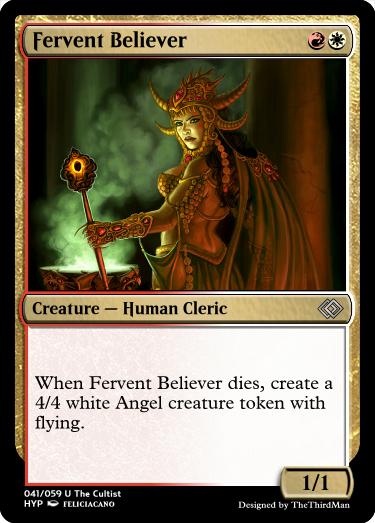 Fervent Believer
Creature — Human Cleric
When Fervent Believer dies, create a
4/4 white Angel creature token with
flying.
1/1
041/059 U The Cultist
HYP FELICIACANO
Designed by TheThirdMan